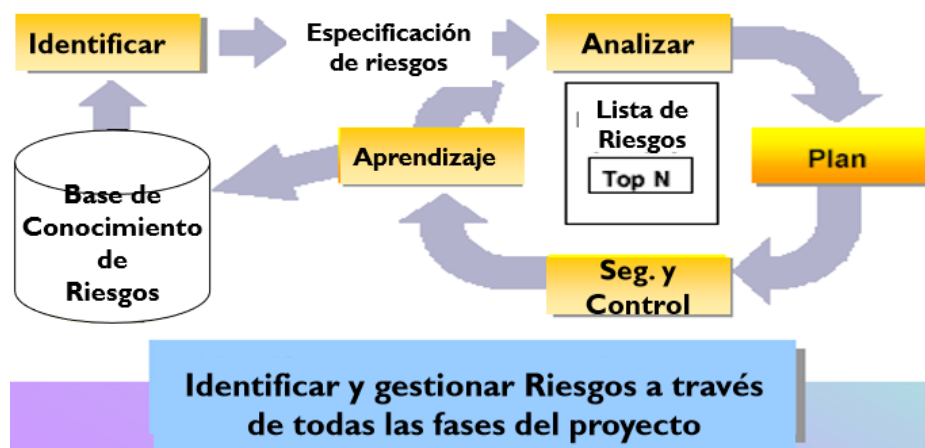 Identificar
Especificación
de riesgos
Analizar
Lista de
Riesgos
Top N
Plan
Aprendizaje
Base de
Conocimiento
de
Riesgos
Seg. y
Control
Identificar y gestionar Riesgos a través
de todas las fases del proyecto